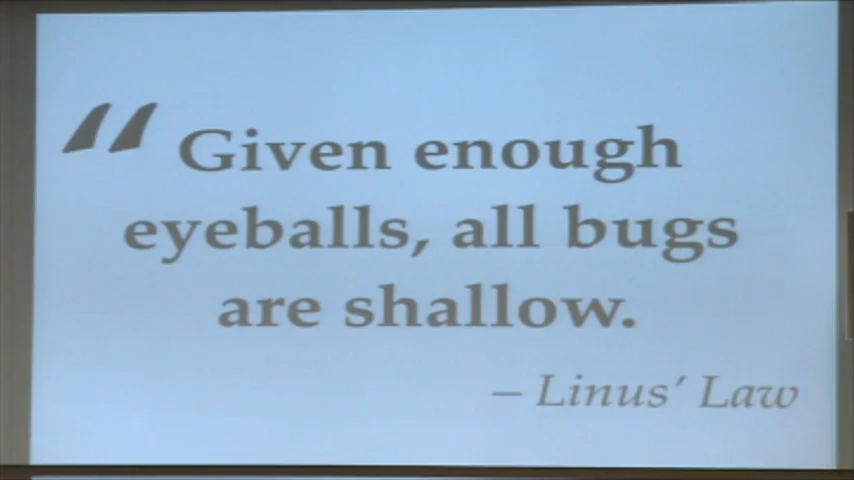 “ Given enough
eyeballs, all bugs
are shallow.
– Linus’ Law